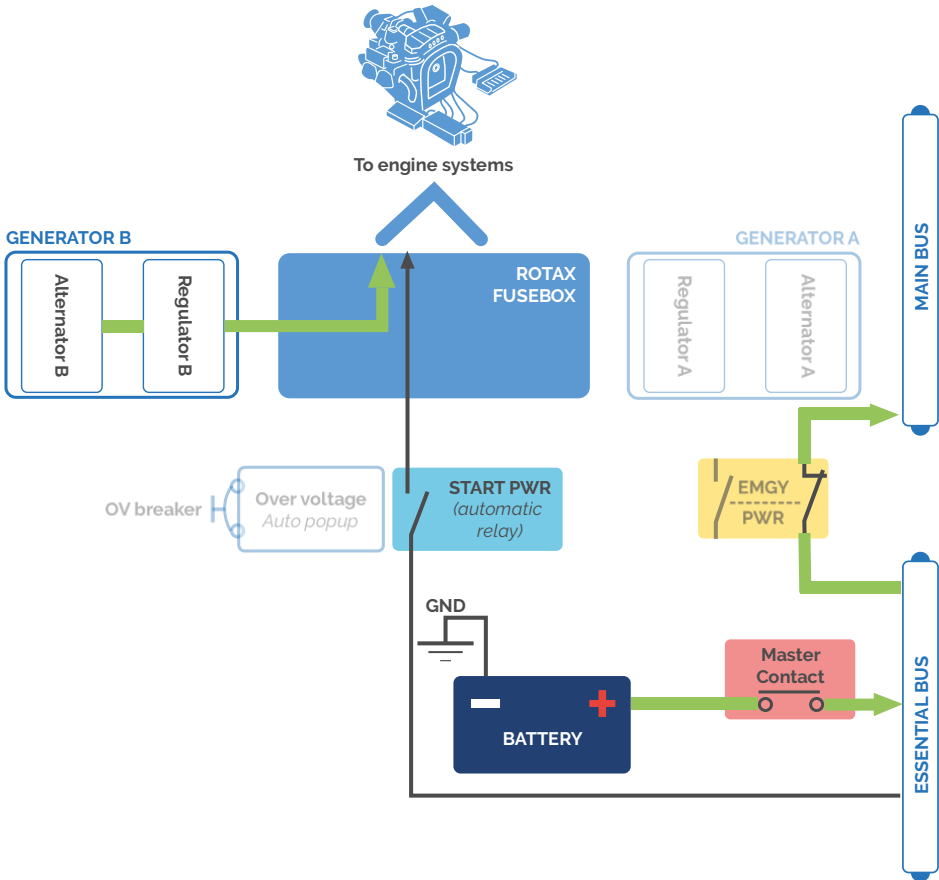 To engine systems
GENERATOR B
Alternator B
Regulator B
ROTAX
FUSEBOX
GENERATOR A
Regulator A
Alternator A
MAIN BUS
OV breaker
Over voltage
Auto popup
START PWR
(automatic
relay)
EMGY
PWR
GND
BATTERY
Master
Contact
ESSENTIAL BUS